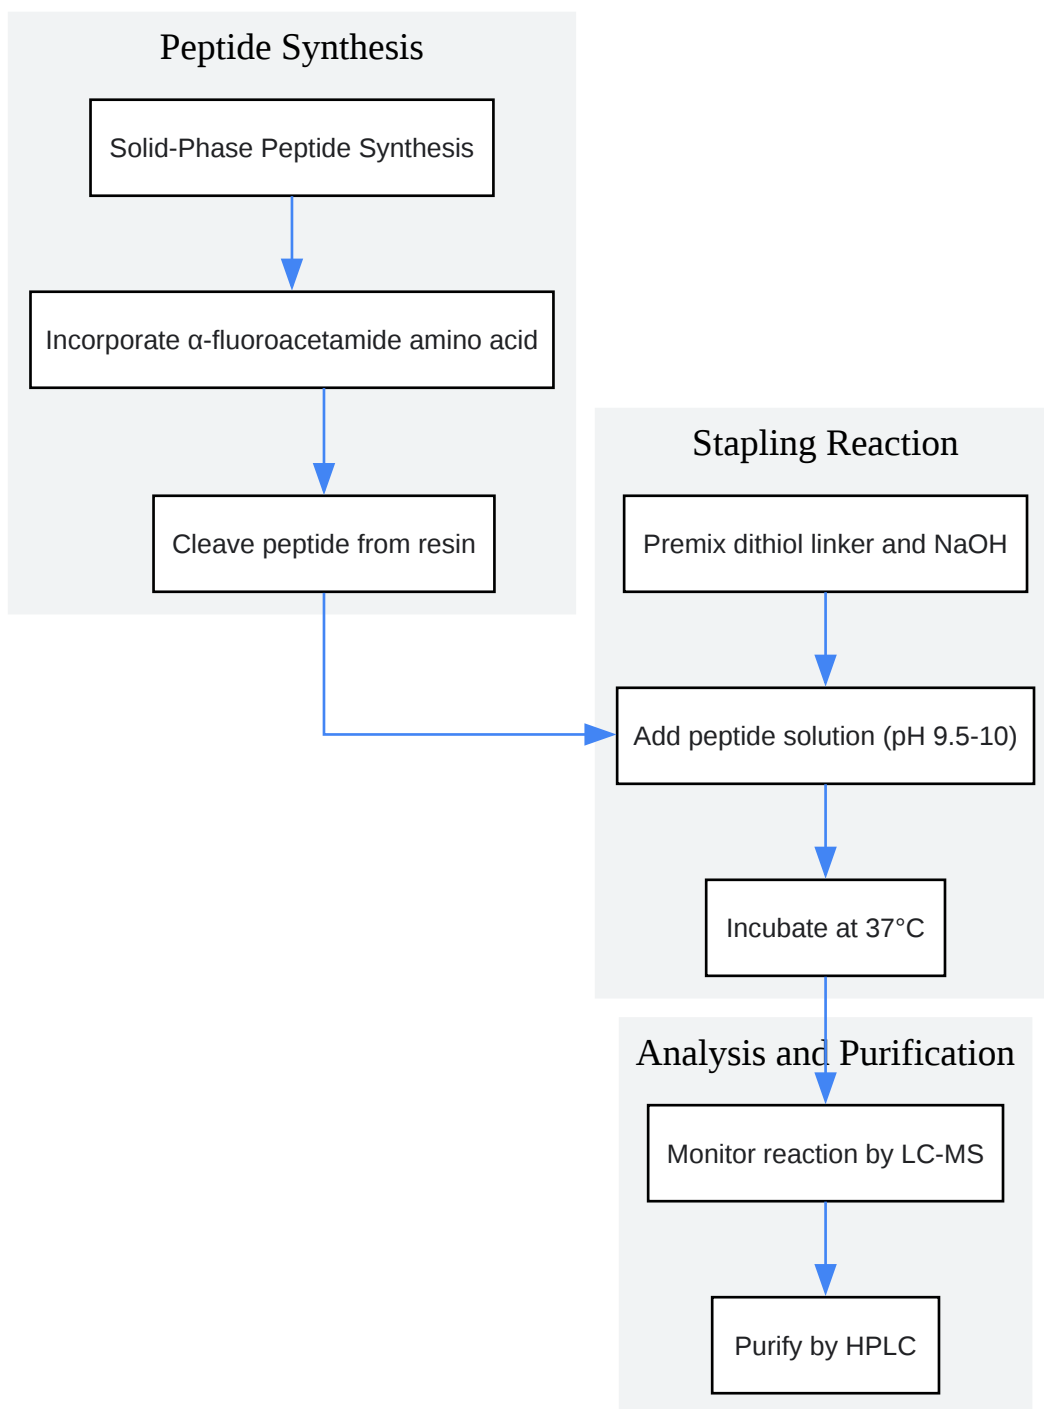 Peptide Synthesis
Solid-Phase Peptide Synthesis
Incorporate α-fluoroacetamide amino acid
Cleave peptide from resin
Stapling Reaction
Premix dithiol linker and NaOH
Add peptide solution (pH 9.5-10)
Incubate at 37°C
Analysis and Purification
Monitor reaction by LC-MS
Purify by HPLC